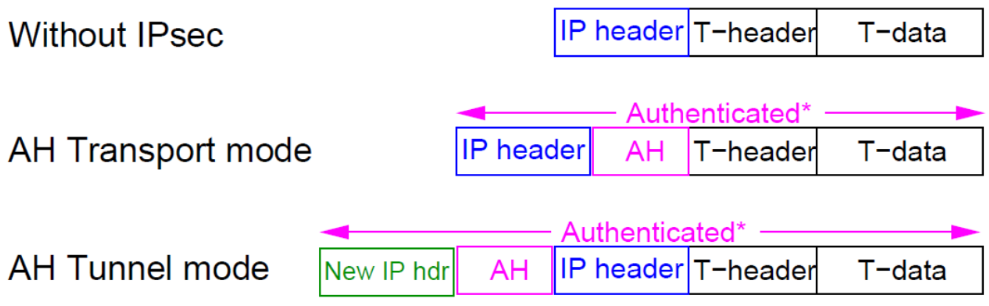 Without IPsec IP header T−header T−data
Authenticated*
AH Transport mode IP header AH T−header T−data
Authenticated*
AH Tunnel mode New IP hdr AH IP header T−header T−data